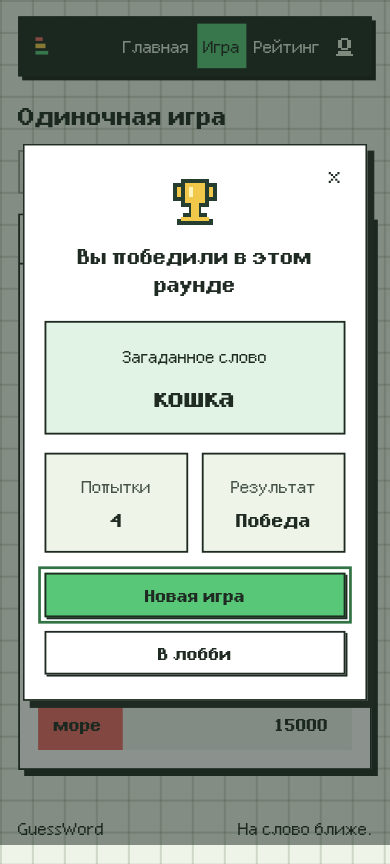 Главная Игра Рейтинг
Одиночная игра
Вы победили в этом
раунде
Загаданное слово
кошка
Попытки
4
Результат
Победа
Новая игра
В лобби
море 15000
GuessWord На слово ближе.